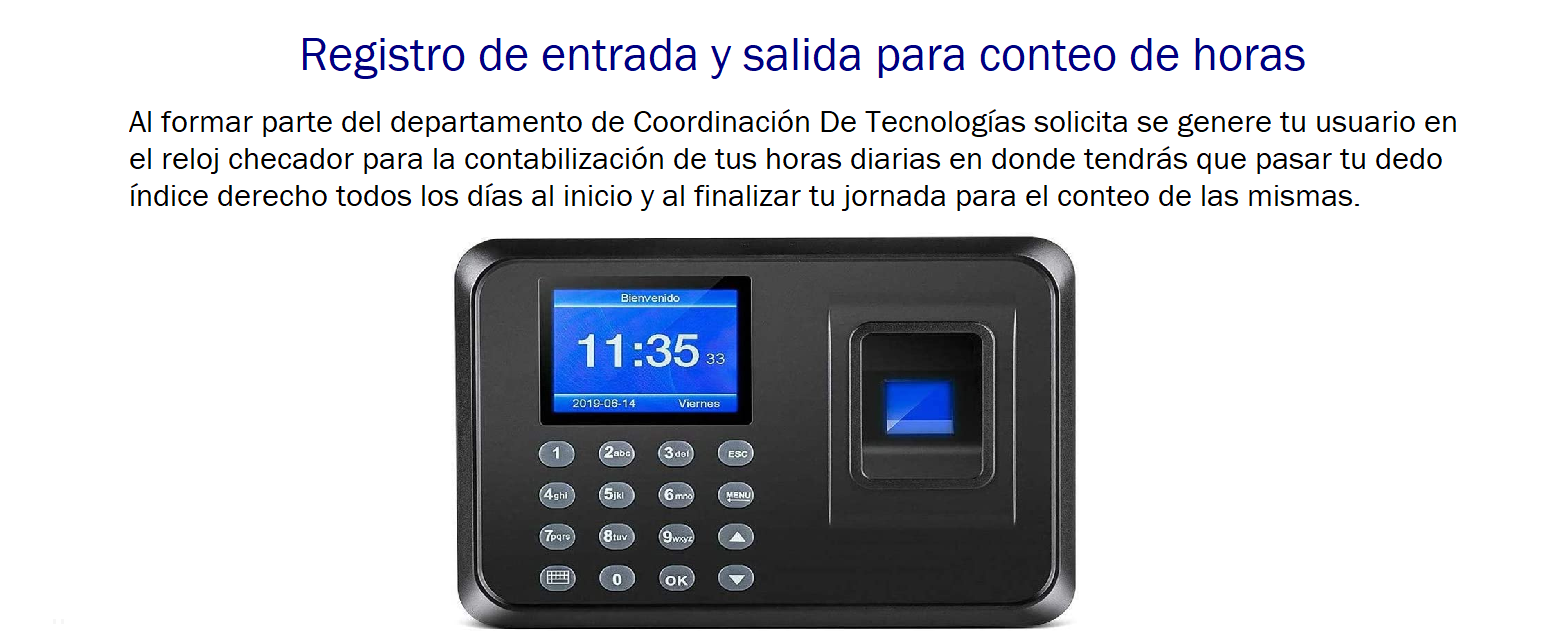 Registro de entrada y salida para conteo de horas
Al formar parte del departamento de Coordinación De Tecnologías solicita se genere tu usuario en
el reloj checador para la contabilización de tus horas diarias en donde tendrás que pasar tu dedo
índice derecho todos los días al inicio y al finalizar tu jornada para el conteo de las mismas.
Bienvenido
11:35 33
2019-06-14 Viernes
1 2abc 3def ESC
4ghi 5jkl 6mno MENU
7pqrs 8tuv 9wxyz
0 OK